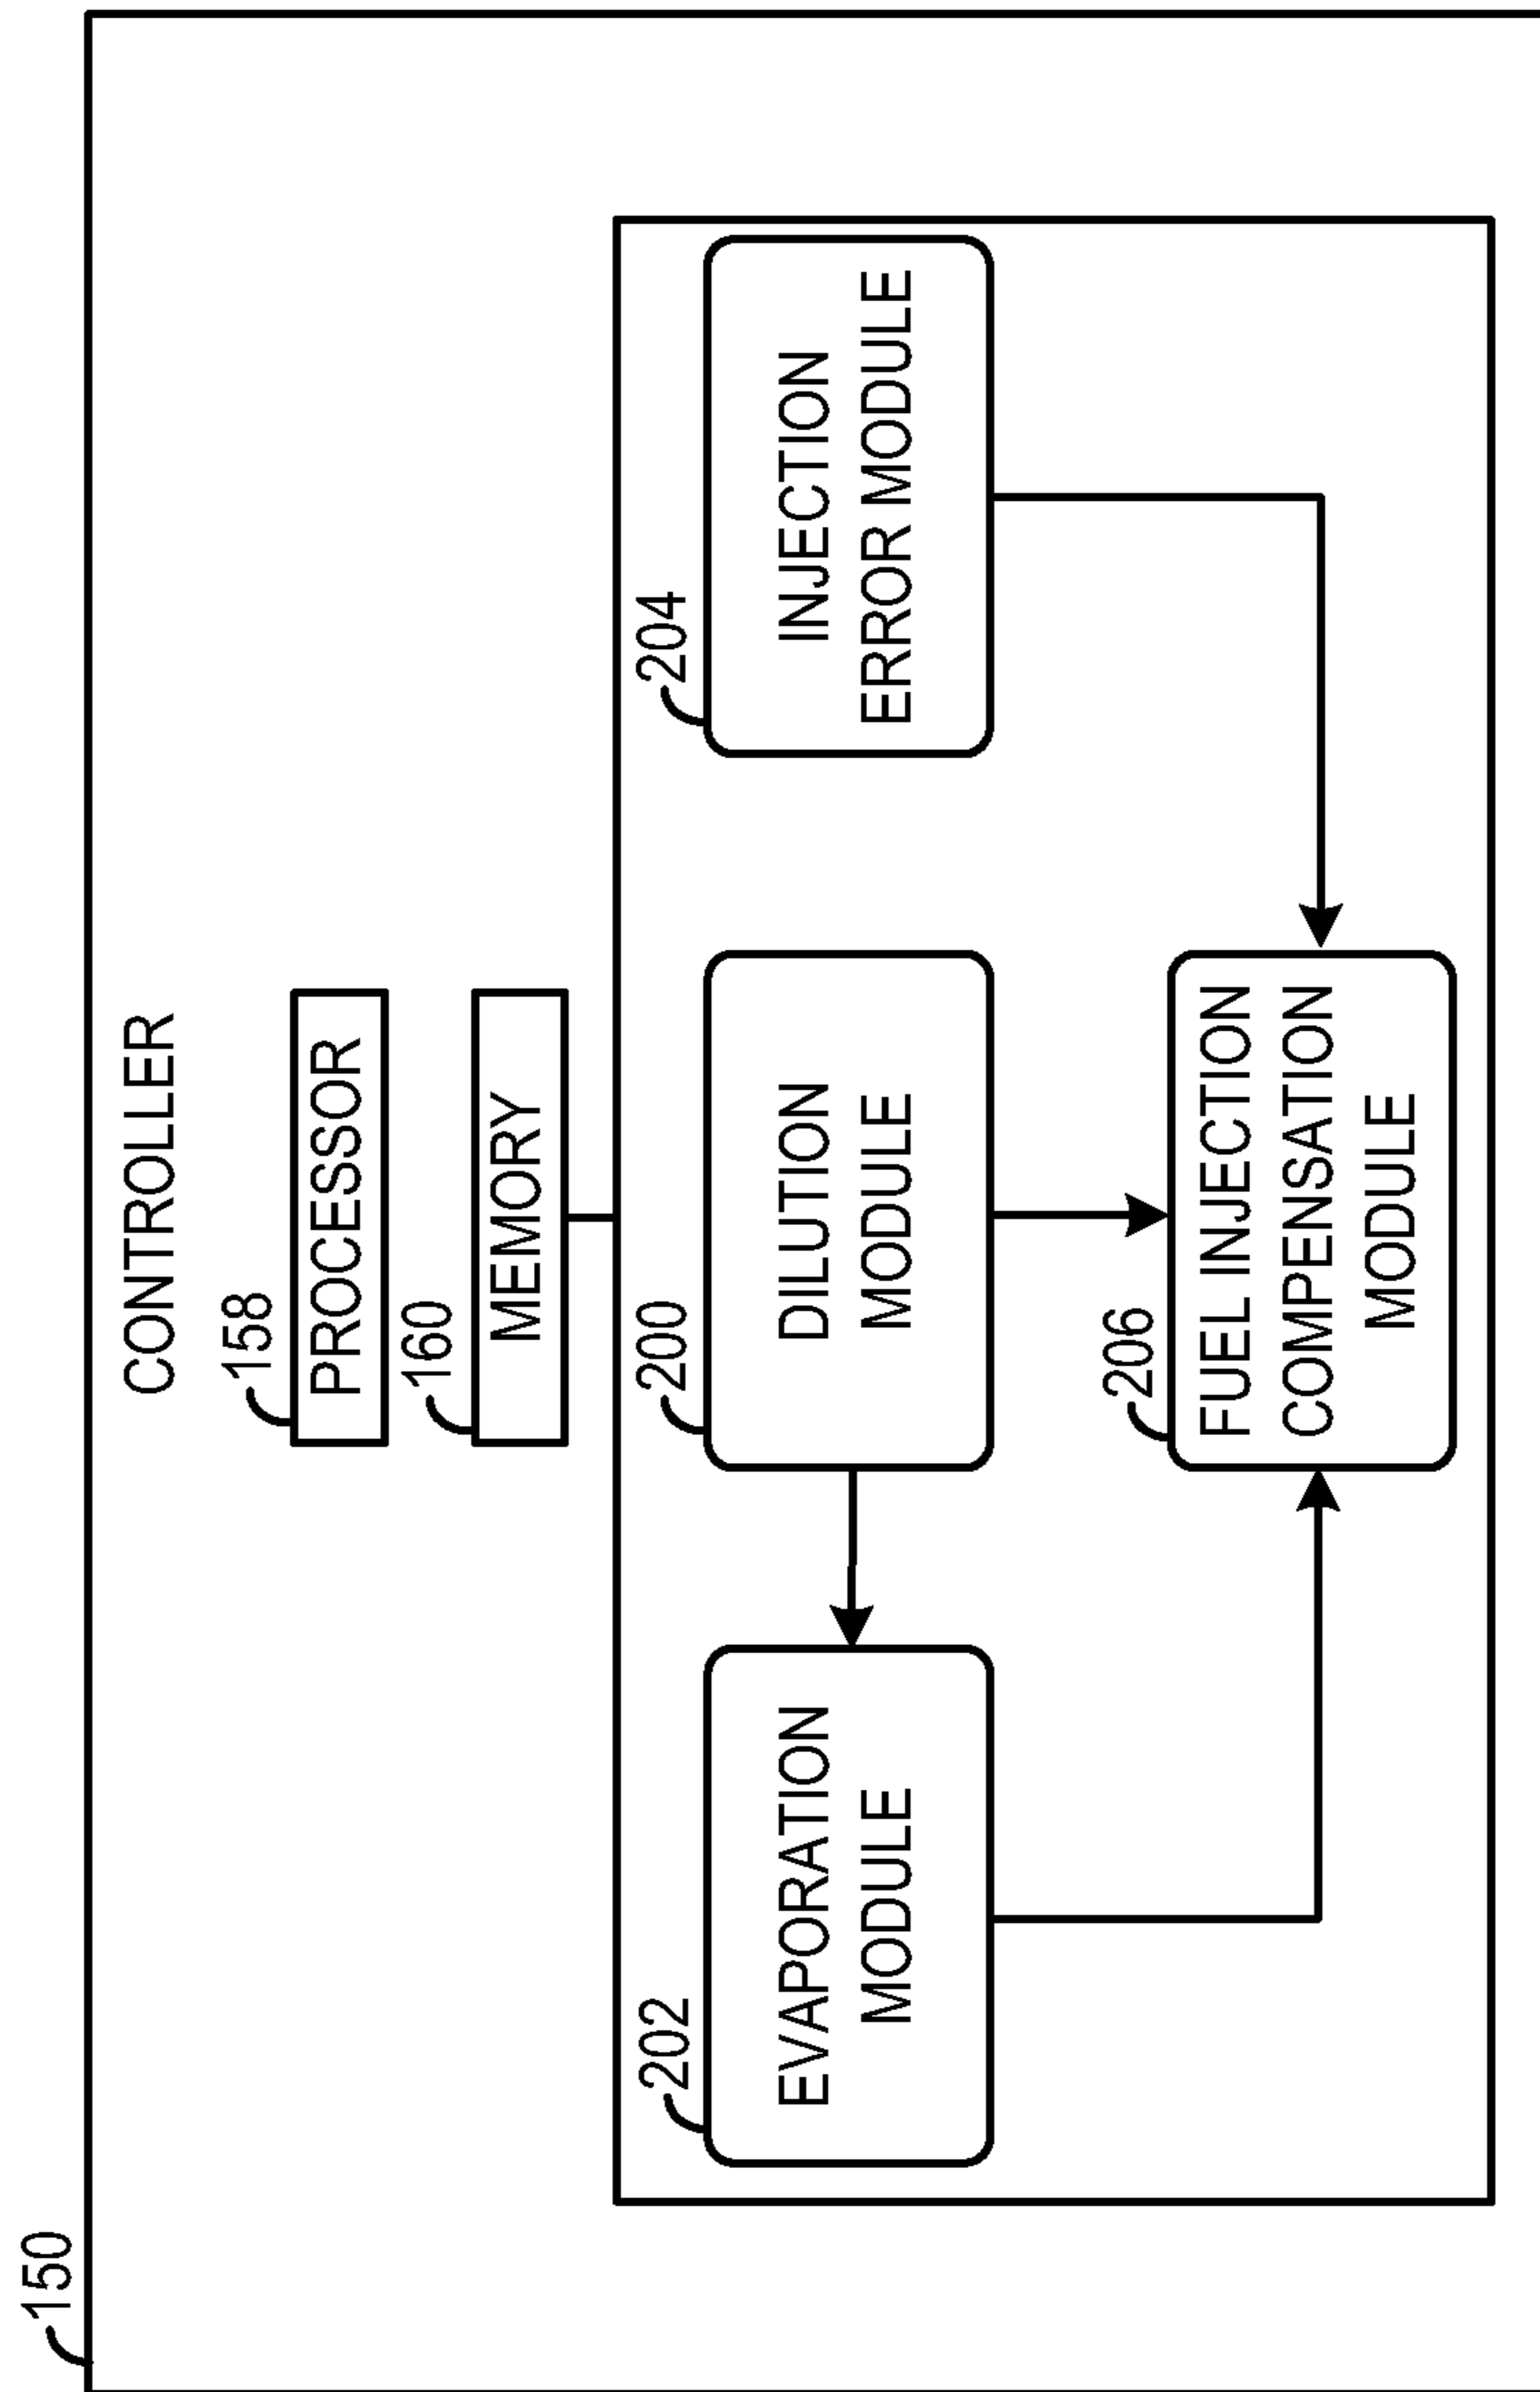 150
CONTROLLER
158
PROCESSOR
160
MEMORY
202
EVAPORATION
MODULE
200
DILUTION
MODULE
204
INJECTION
ERROR MODULE
206
FUEL INJECTION
COMPENSATION
MODULE